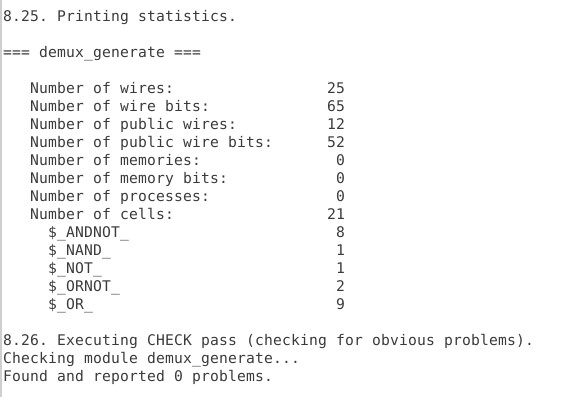 8.25. Printing statistics.
=== demux_generate ===
Number of wires: 25
Number of wire bits: 65
Number of public wires: 12
Number of public wire bits: 52
Number of memories: 0
Number of memory bits: 0
Number of processes: 0
Number of cells: 21
$_ANDNOT_ 8
$_NAND_ 1
$_NOT_ 1
$_ORNOT_ 2
$_OR_ 9
8.26. Executing CHECK pass (checking for obvious problems).
Checking module demux_generate...
Found and reported 0 problems.